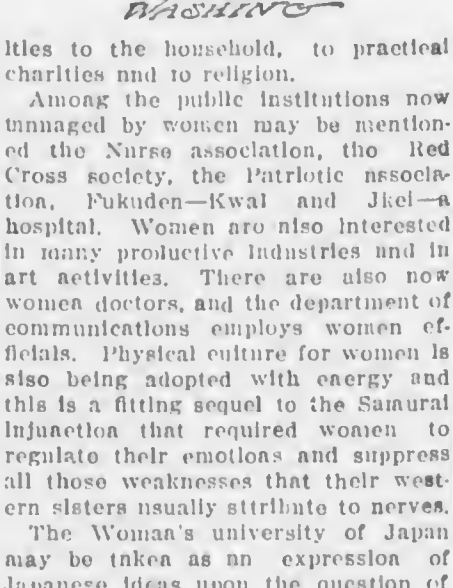 WASHING
ities to the household, to practical
charities and to religion.
Among the public institutions now
managed by women may be mention-
ed the Nurse association, the Red
Cross society, the Patriotic associa-
tion, Fukuden—Kwai and Jkei—a
hospital. Women are also interested
in many productive industries and in
art activities. There are also now
women doctors, and the department of
communications employs women of-
ficials. Physical culture for women is
also being adopted with energy and
this is a fitting sequel to the Samurai
injunction that required women to
regulate their emotions and suppress
all those weaknesses that their west-
ern sisters usually attribute to nerves.
The Woman's university of Japan
may be taken as an expression of
Japanese ideas upon the question of